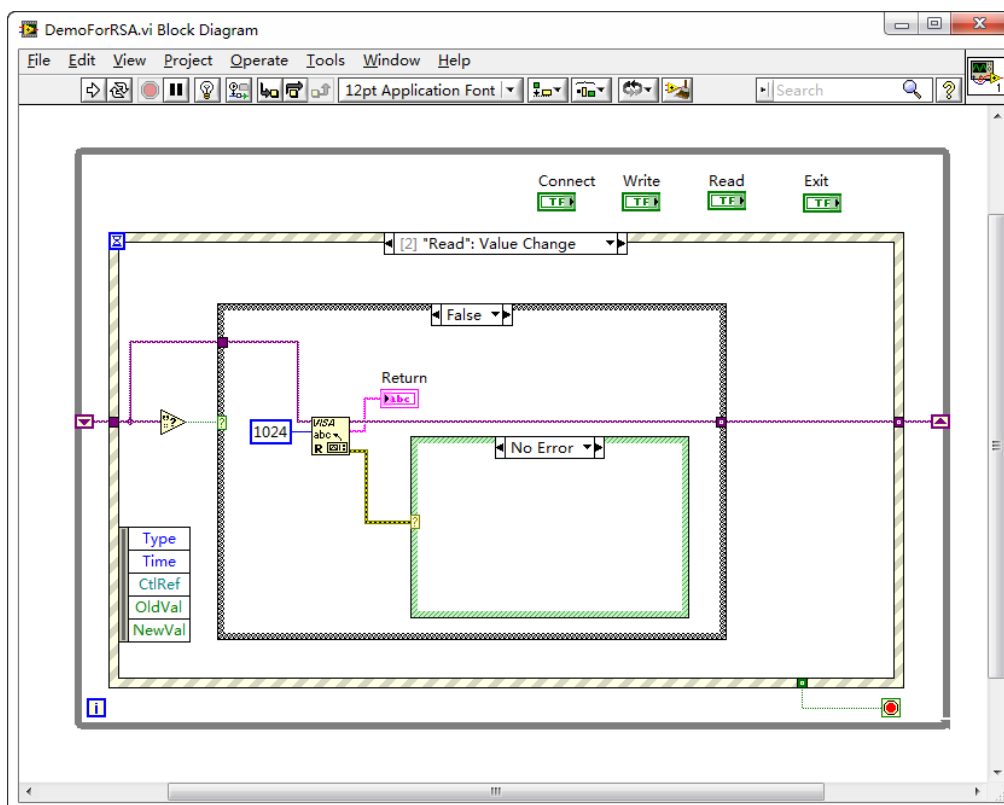 DemoForRSA.vi Block Diagram
File Edit View Project Operate Tools Window Help
12pt Application Font Search ?
1
Connect Write Read Exit
TF TF TF TF
[2] "Read": Value Change
False
Return
abc
?
?
1024
VISA
abc
R
No Error
?
Type
Time
CtlRef
OldVal
NewVal
i